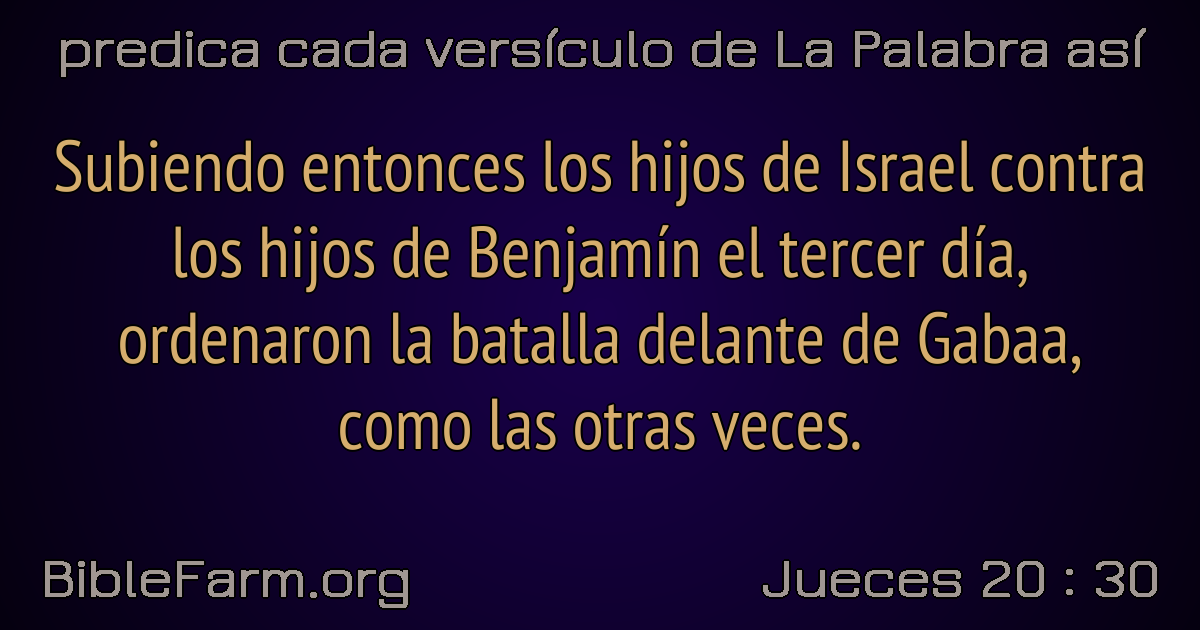 predica cada versículo de La Palabra así
Subiendo entonces los hijos de Israel contra
los hijos de Benjamín el tercer día,
ordenaron la batalla delante de Gabaa,
como las otras veces.
BibleFarm.org
Jueces 20 : 30